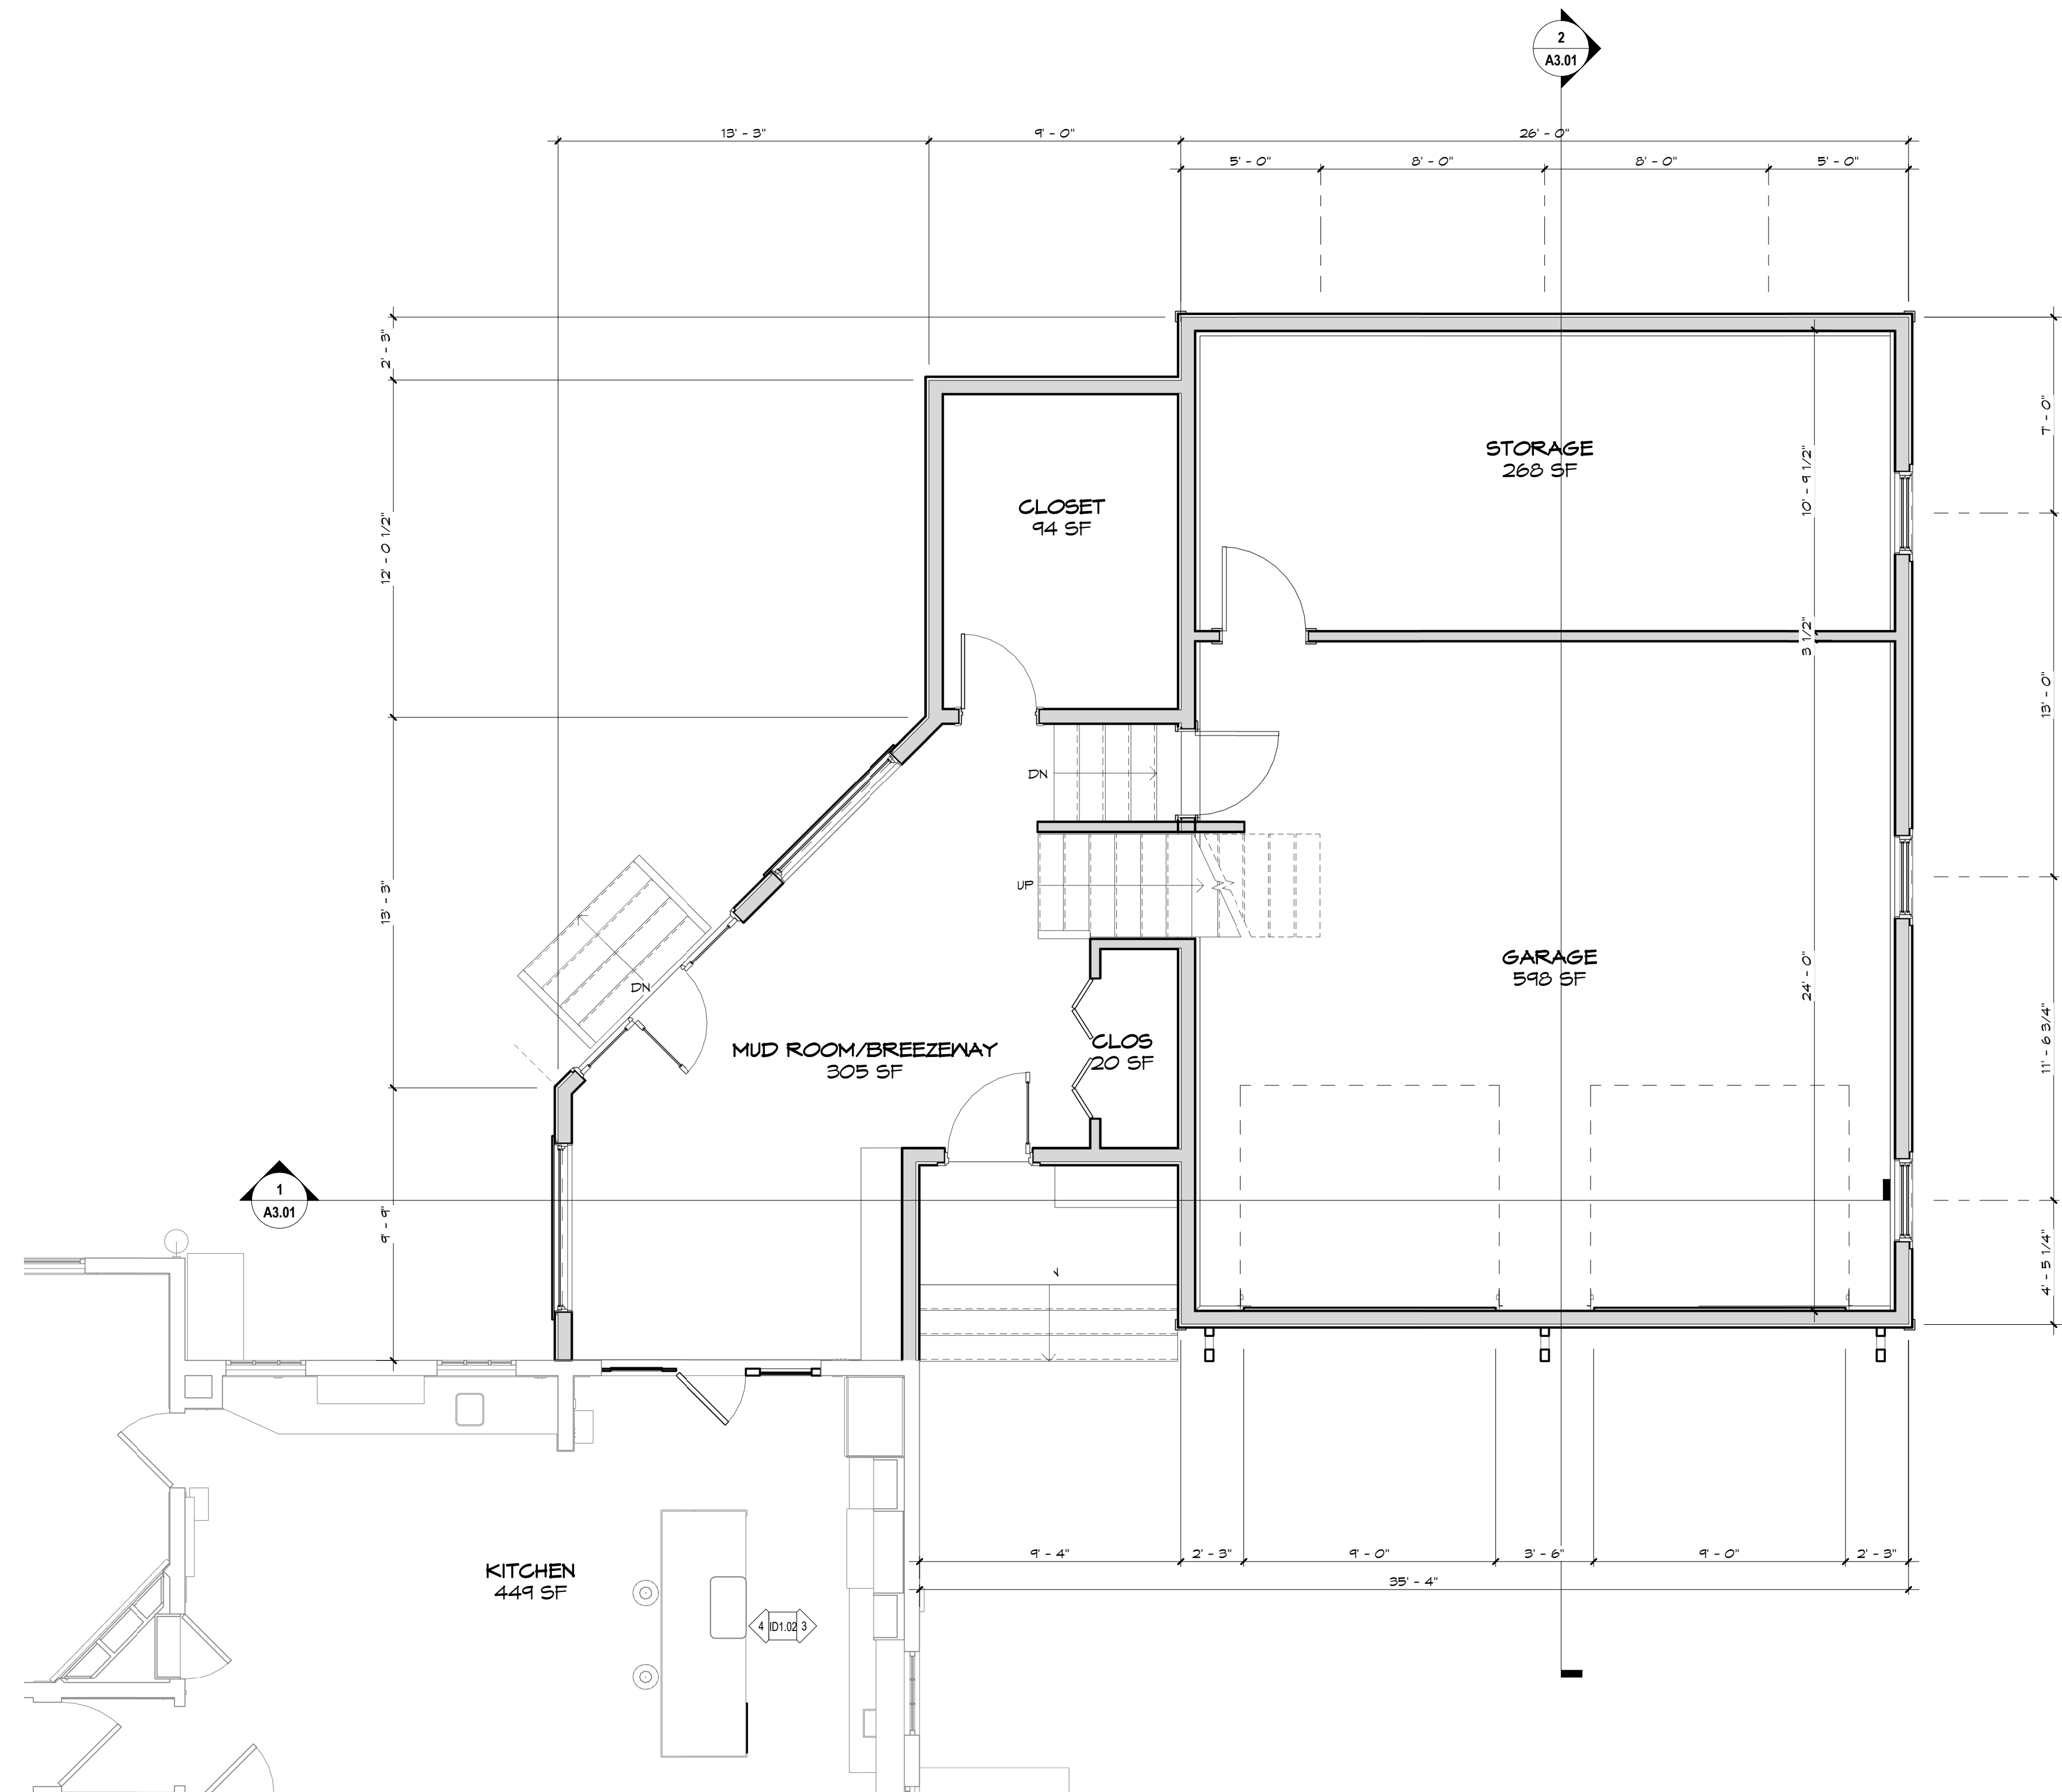 2
A3.01
13' - 3"
9' - 0"
26' - 0"
5' - 0"
8' - 0"
8' - 0"
5' - 0"
2' - 3"
12' - 0 1/2"
13' - 3"
9' - 9"
7' - 0"
13' - 0"
11' - 6 3/4"
4' - 5 1/4"
STORAGE
268 SF
10' - 9 1/2"
3 1/2"
24' - 0"
CLOSET
94 SF
DN
UP
GARAGE
598 SF
DN
MUD ROOM/BREEZEWAY
305 SF
CLOS
20 SF
1
A3.01
KITCHEN
449 SF
4
ID1.02
3
9' - 4"
2' - 3"
9' - 0"
3' - 6"
9' - 0"
2' - 3"
35' - 4"